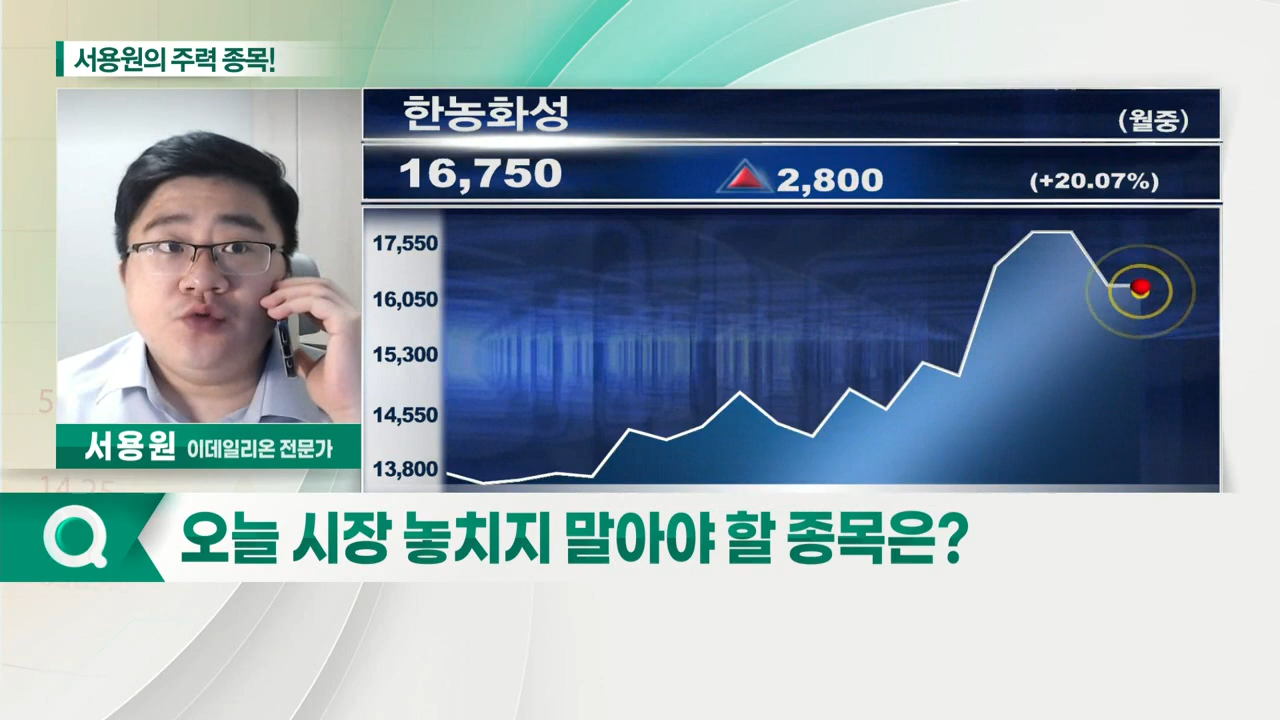 서용원의 주력 종목!
한농화성 (월중)
16,750 ▲2,800 (+20.07%)
17,550
16,050
15,300
14,550
13,800
서용원 이데일리온 전문가
오늘 시장 놓치지 말아야 할 종목은?